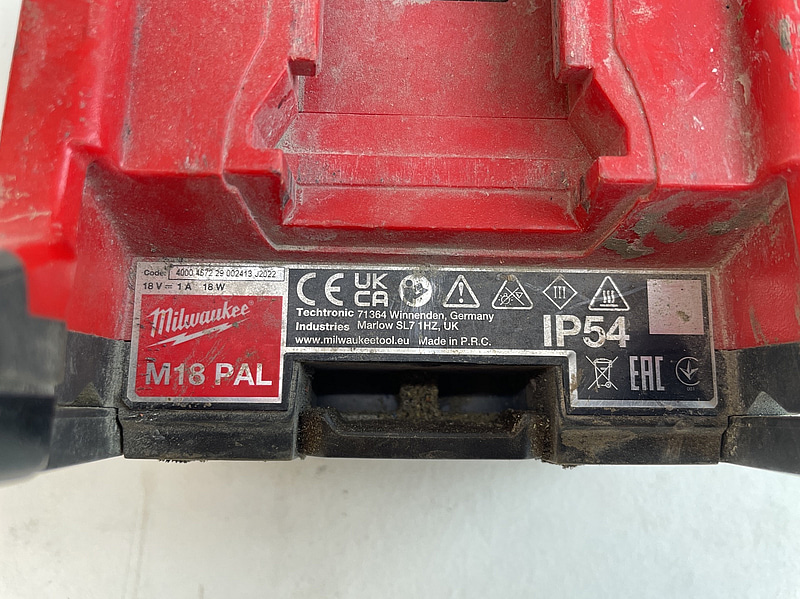 Code: 4000 4672 29 002413 J2022
18 V ⎓ 1 A 18 W
Milwaukee
M18 PAL
CE UK CA
Techtronic 71364 Winnenden, Germany
Industries Marlow SL7 1HZ, UK
www.milwaukeetool.eu Made in P.R.C.
IP54
EAC